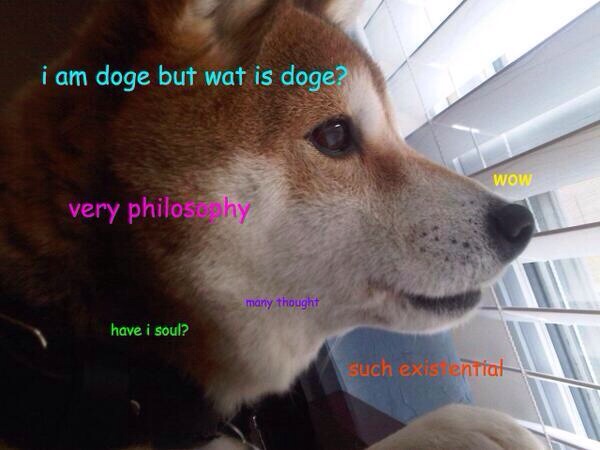 i am doge but wat is doge?
wow
very philosophy
many thought
have i soul?
such existential